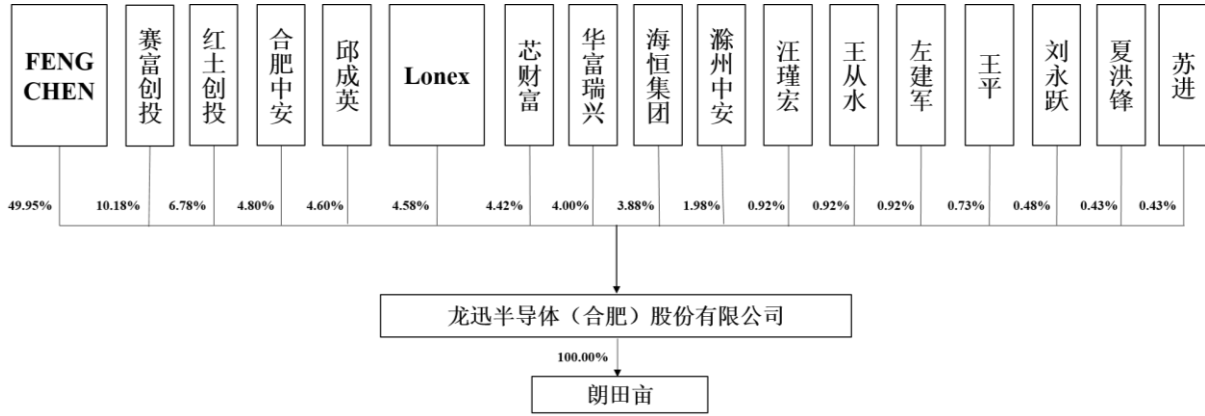 FENG
CHEN
赛富创投
红土创投
合肥中安
邱成英
Lonex
芯财富
华富瑞兴
海恒集团
滁州中安
汪瑾宏
王从水
左建军
王平
刘永跃
夏洪锋
苏进
49.95%
10.18%
6.78%
4.80%
4.60%
4.58%
4.42%
4.00%
3.88%
1.98%
0.92%
0.92%
0.92%
0.73%
0.48%
0.43%
0.43%
龙迅半导体（合肥）股份有限公司
100.00%
朗田亩